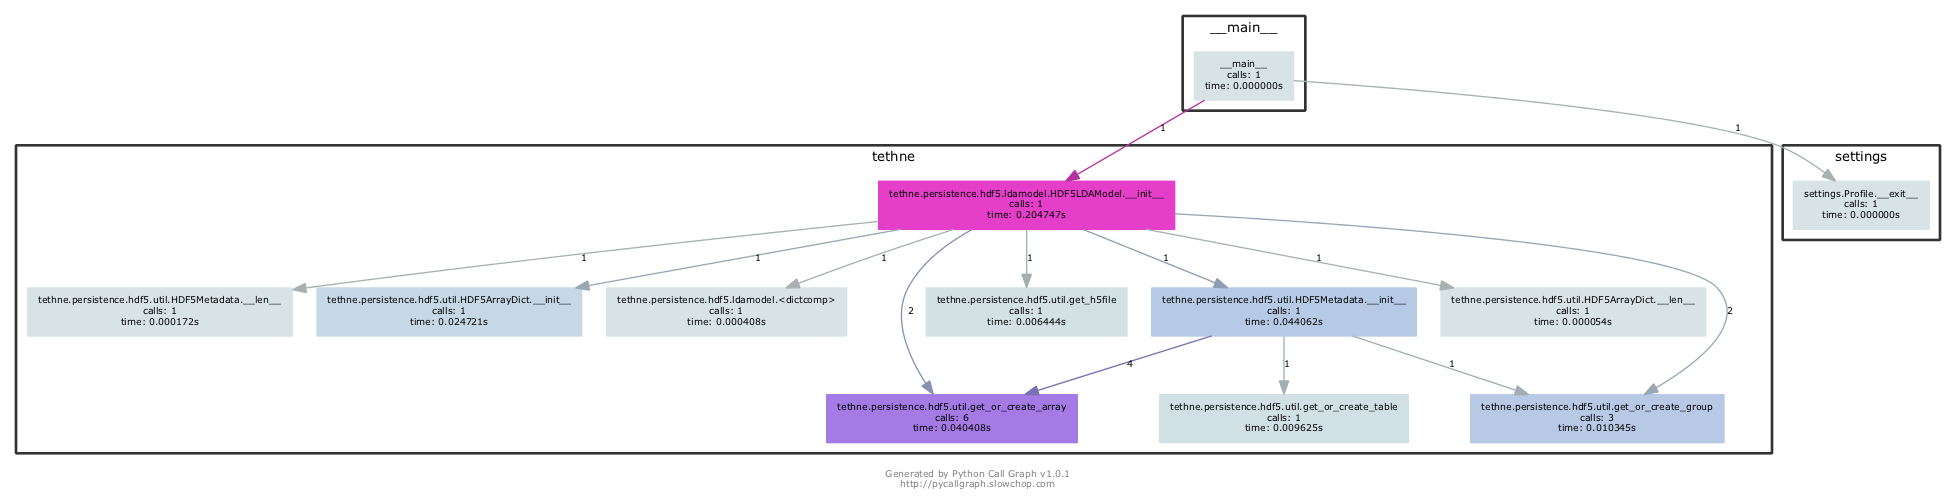 __main__
__main__
calls: 1
time: 0.000000s
1
1
tethne
settings
tethne.persistence.hdf5.ldamodel.HDF5LDAModel.__init__
calls: 1
time: 0.204747s
settings.Profile.__exit__
calls: 1
time: 0.000000s
1
1
1
1
1
1
tethne.persistence.hdf5.util.HDF5Metadata.__len__
calls: 1
time: 0.000172s
tethne.persistence.hdf5.util.HDF5ArrayDict.__init__
calls: 1
time: 0.024721s
tethne.persistence.hdf5.ldamodel.<dictcomp>
calls: 1
time: 0.000408s
2
tethne.persistence.hdf5.util.get_h5file
calls: 1
time: 0.006444s
tethne.persistence.hdf5.util.HDF5Metadata.__init__
calls: 1
time: 0.044062s
tethne.persistence.hdf5.util.HDF5ArrayDict.__len__
calls: 1
time: 0.000054s
2
4
1
1
tethne.persistence.hdf5.util.get_or_create_array
calls: 6
time: 0.040408s
tethne.persistence.hdf5.util.get_or_create_table
calls: 1
time: 0.009625s
tethne.persistence.hdf5.util.get_or_create_group
calls: 3
time: 0.010345s
Generated by Python Call Graph v1.0.1
http://pycallgraph.slowchop.com